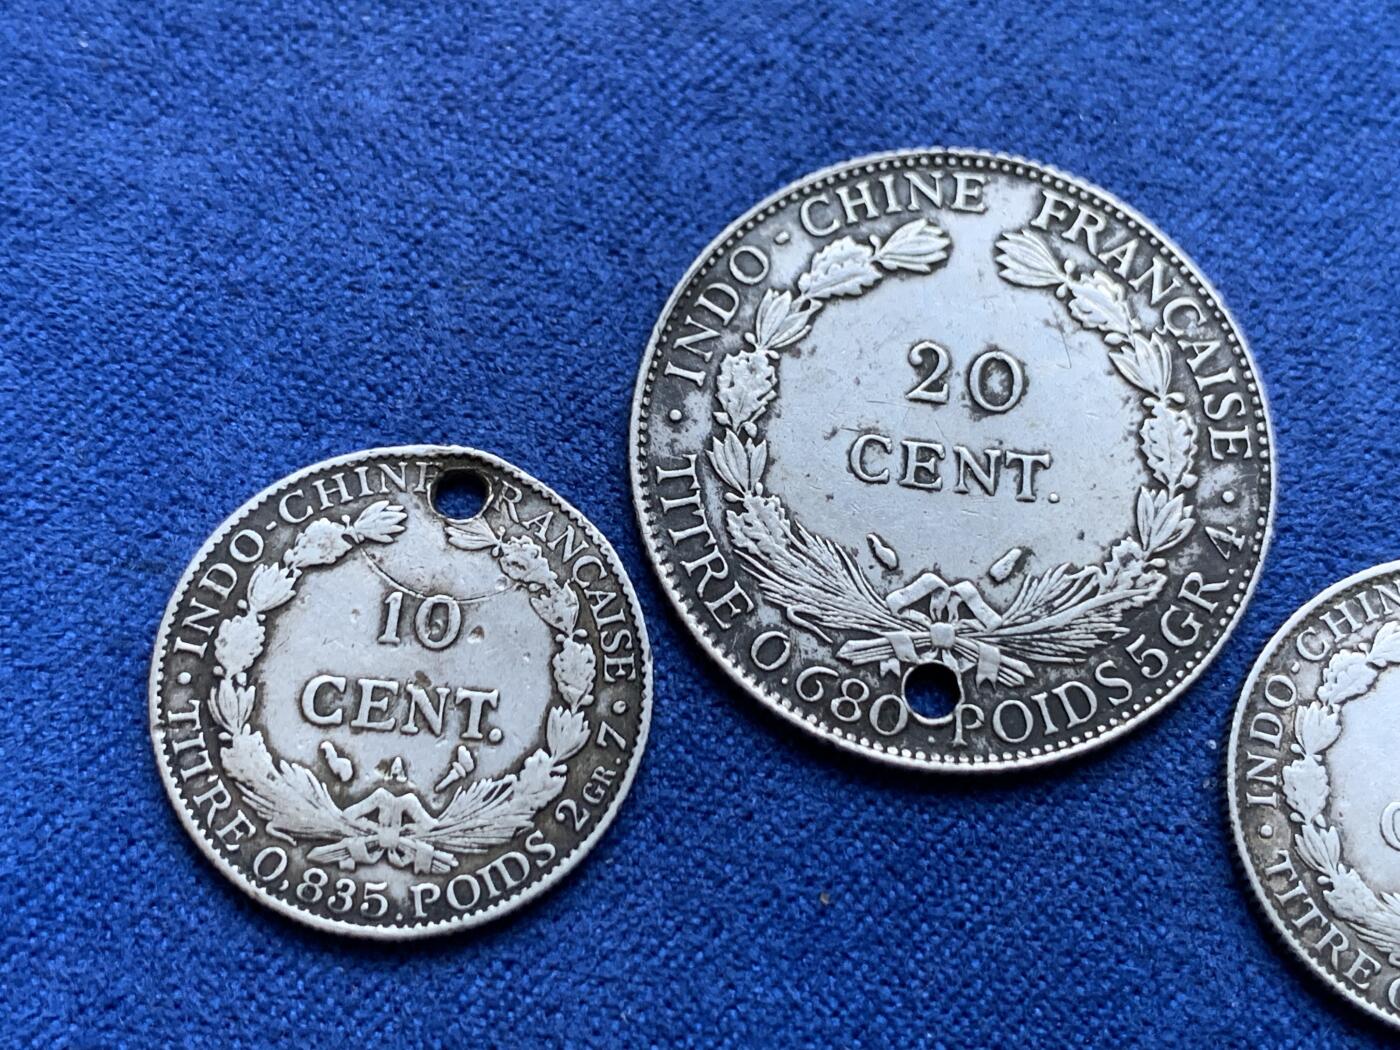 · INDO-CHINE FRANÇAISE ·
10
CENT.
A
TITRE 0,835. POIDS 2GR.7
· INDO-CHINE FRANÇAISE ·
20
CENT.
TITRE 0.680 POIDS 5GR 4
· INDO-CHIN
TITRE